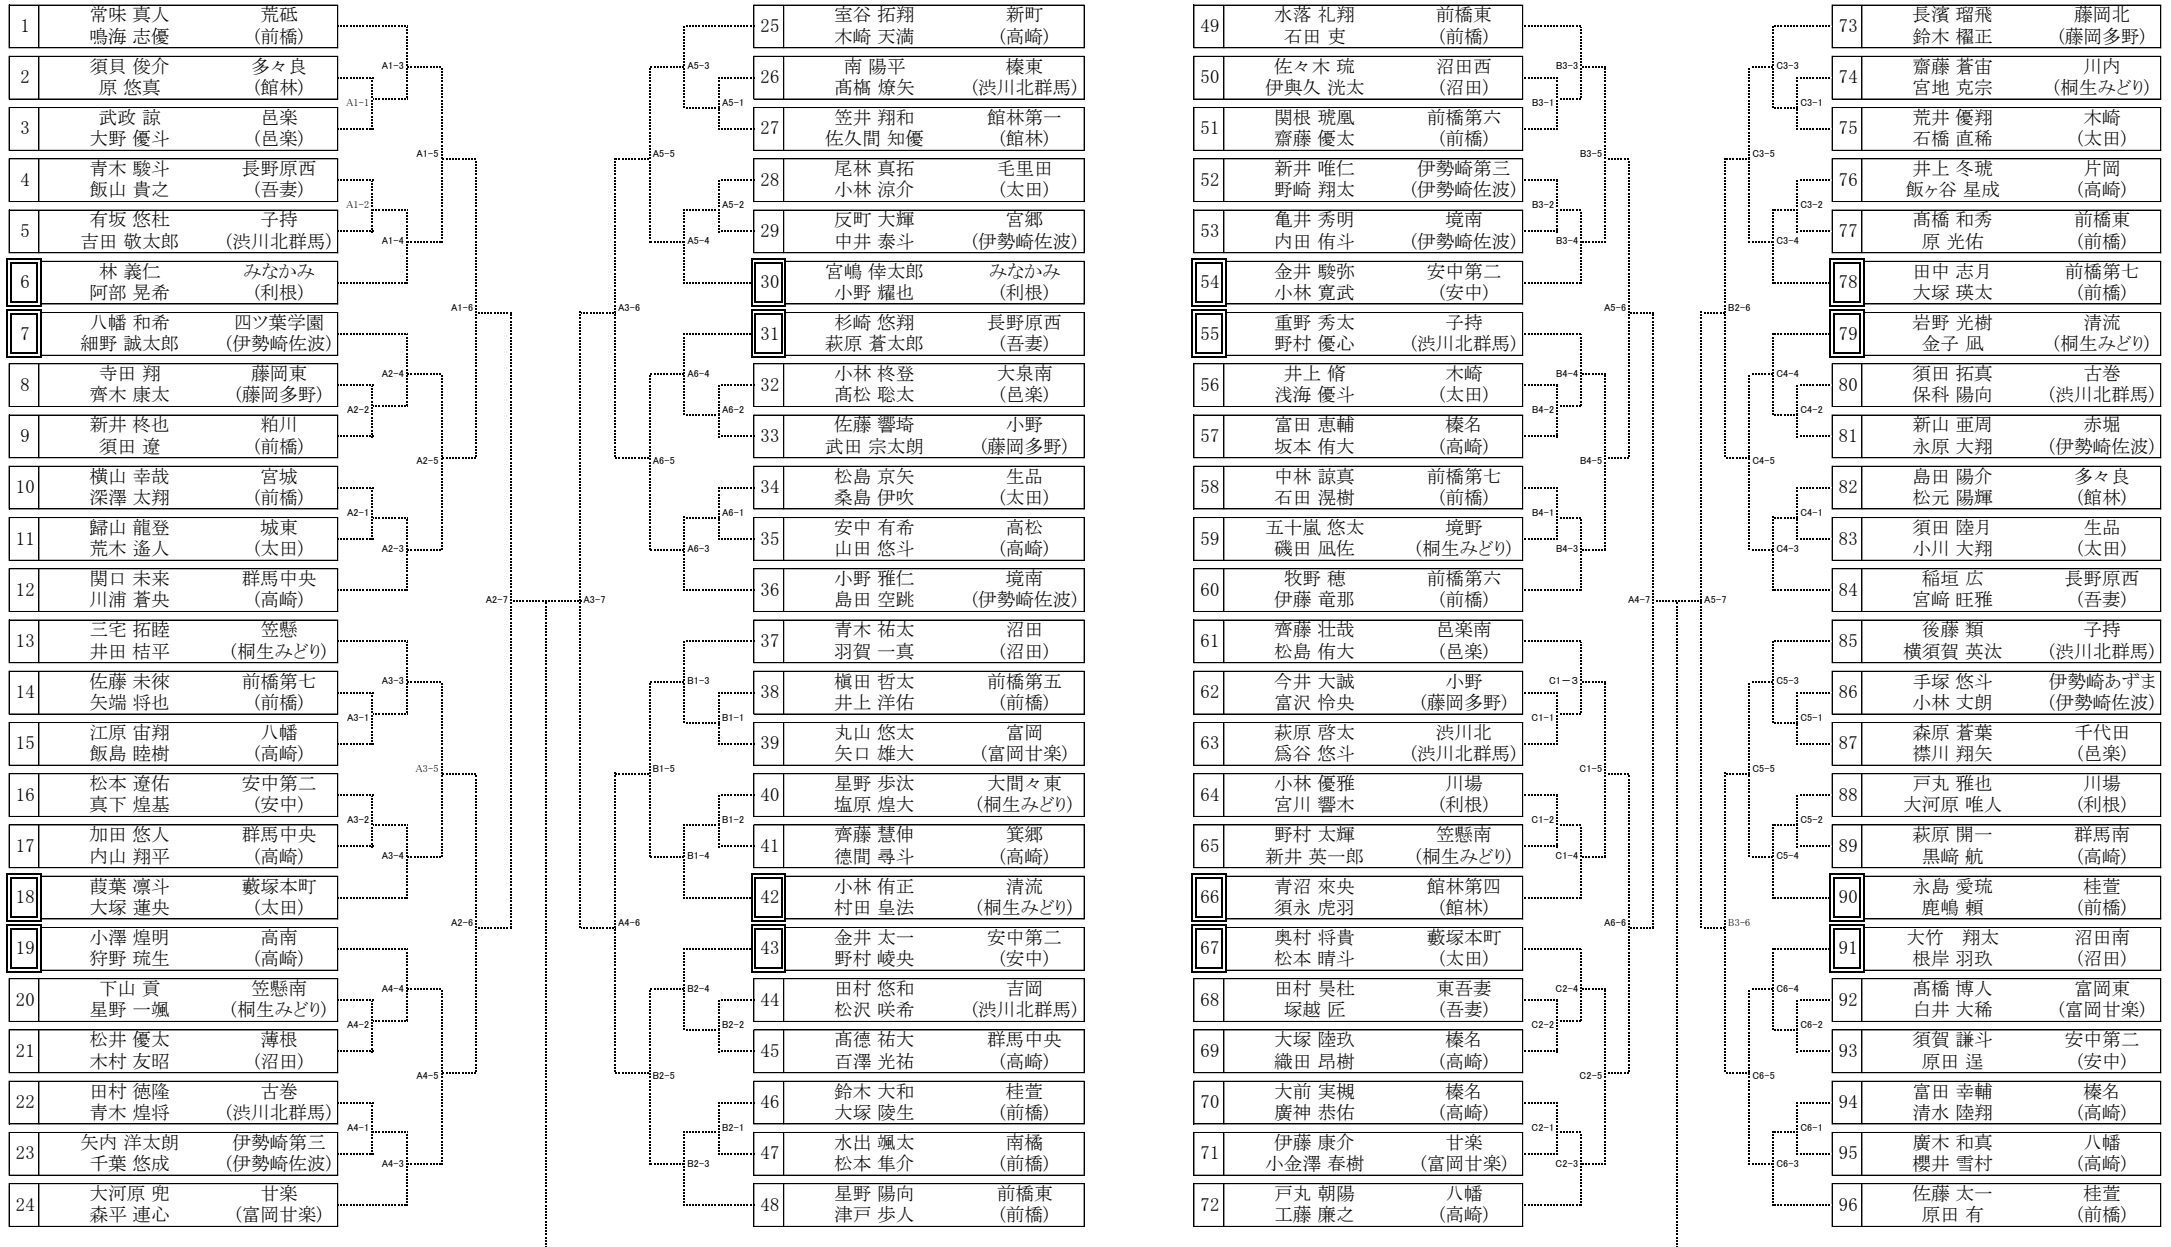 1 常味 真人 荒砥
鳴海 志優 (前橋)
2 須貝 俊介 多々良
原 悠真 (館林)
3 武政 諒 邑楽
大野 優斗 (邑楽)
4 青木 駿斗 長野原西
飯山 貴之 (吾妻)
5 有坂 悠杜 子持
吉田 敬太郎 (渋川北群馬)
6 林 義仁 みなかみ
阿部 晃希 (利根)
7 八幡 和希 四ツ葉学園
細野 誠太郎 (伊勢崎佐波)
8 寺田 翔 藤岡東
齊木 康太 (藤岡多野)
9 新井 柊也 粕川
須田 遼 (前橋)
10 横山 幸哉 宮城
深澤 大翔 (前橋)
11 歸山 龍登 城東
荒木 遙人 (太田)
12 関口 未来 群馬中央
川浦 蒼央 (高崎)
13 三宅 拓睦 笠懸
井田 桔平 (桐生みどり)
14 佐藤 未徠 前橋第七
矢端 将也 (前橋)
15 江原 宙翔 八幡
飯島 睦樹 (高崎)
16 松本 遼佑 安中第二
真下 煌基 (安中)
17 加田 悠人 群馬中央
内山 翔平 (高崎)
18 葭葉 凛斗 藪塚本町
大塚 蓮央 (太田)
19 小澤 煌明 高南
狩野 琉生 (高崎)
20 下山 貢 笠懸南
星野 一颯 (桐生みどり)
21 松井 優太 薄根
木村 友昭 (沼田)
22 田村 徳隆 古巻
青木 煌将 (渋川北群馬)
23 矢内 洋太朗 伊勢崎第三
千葉 悠成 (伊勢崎佐波)
24 大河原 兜 甘楽
森平 連心 (富岡甘楽)
A1-3
A1-1
A1-5
A1-2
A1-4
A1-6
A2-4
A2-2
A2-5
A2-1
A2-3
A2-7
A3-3
A3-1
A3-5
A3-2
A3-4
A2-6
A4-4
A4-2
A4-5
A4-1
A4-3
25 室谷 拓翔 新町
木崎 天満 (高崎)
26 南 陽平 榛東
髙橋 燎矢 (渋川北群馬)
27 笠井 翔和 館林第一
佐久間 知優 (館林)
28 尾林 真拓 毛里田
小林 涼介 (太田)
29 反町 大輝 宮郷
中井 泰斗 (伊勢崎佐波)
30 宮嶋 倖太郎 みなかみ
小野 耀也 (利根)
31 杉崎 悠翔 長野原西
萩原 蒼太郎 (吾妻)
32 小林 柊登 大泉南
髙松 聡太 (邑楽)
33 佐藤 響埼 小野
武田 宗太朗 (藤岡多野)
34 松島 京矢 生品
桑島 伊吹 (太田)
35 安中 有希 高松
山田 悠斗 (高崎)
36 小野 雅仁 境南
島田 空跳 (伊勢崎佐波)
37 青木 祐太 沼田
羽賀 一真 (沼田)
38 槇田 哲太 前橋第五
井上 洋佑 (前橋)
39 丸山 悠太 富岡
矢口 雄大 (富岡甘楽)
40 星野 歩汰 大間々東
塩原 煌大 (桐生みどり)
41 齊藤 慧伸 箕郷
德間 尋斗 (高崎)
42 小林 侑正 清流
村田 皇法 (桐生みどり)
43 金井 太一 安中第二
野村 崚央 (安中)
44 田村 悠和 吉岡
松沢 咲希 (渋川北群馬)
45 髙德 祐大 群馬中央
百澤 光祐 (高崎)
46 鈴木 大和 桂萱
大塚 陵生 (前橋)
47 水出 颯太 南橘
松本 隼介 (前橋)
48 星野 陽向 前橋東
津戸 歩人 (前橋)
A5-3
A5-1
A5-5
A5-2
A5-4
A3-6
A6-4
A6-2
A6-5
A6-1
A6-3
A3-7
B1-3
B1-1
B1-5
B1-2
B1-4
A4-6
B2-4
B2-2
B2-5
B2-1
B2-3
49 水落 礼翔 前橋東
石田 吏 (前橋)
50 佐々木 琉 沼田西
伊與久 洸太 (沼田)
51 関根 琥凰 前橋第六
齋藤 優太 (前橋)
52 新井 唯仁 伊勢崎第三
野崎 翔太 (伊勢崎佐波)
53 亀井 秀明 境南
内田 侑斗 (伊勢崎佐波)
54 金井 駿弥 安中第二
小林 寛武 (安中)
55 重野 秀太 子持
野村 優心 (渋川北群馬)
56 井上 脩 木崎
浅海 優斗 (太田)
57 富田 恵輔 榛名
坂本 侑大 (高崎)
58 中林 諒真 前橋第七
石田 滉樹 (前橋)
59 五十嵐 悠太 境野
磯田 凪佐 (桐生みどり)
60 牧野 穂 前橋第六
伊藤 竜那 (前橋)
61 齊藤 壮哉 邑楽南
松島 侑大 (邑楽)
62 今井 大誠 小野
富沢 怜央 (藤岡多野)
63 萩原 啓太 渋川北
爲谷 悠斗 (渋川北群馬)
64 小林 優雅 川場
宮川 響木 (利根)
65 野村 太輝 笠懸南
新井 英一郎 (桐生みどり)
66 青沼 來央 館林第四
須永 虎羽 (館林)
67 奥村 将貴 藪塚本町
松本 晴斗 (太田)
68 田村 昊杜 東吾妻
塚越 匠 (吾妻)
69 大塚 陸玖 榛名
織田 昂樹 (高崎)
70 大前 実槻 榛名
廣神 恭佑 (高崎)
71 伊藤 康介 甘楽
小金澤 春樹 (富岡甘楽)
72 戸丸 朝陽 八幡
工藤 廉之 (高崎)
B3-3
B3-1
B3-5
B3-2
B3-4
A5-6
B4-4
B4-2
B4-5
B4-1
B4-3
A4-7
C1-3
C1-1
C1-5
C1-2
C1-4
A6-6
C2-4
C2-2
C2-5
C2-1
C2-3
73 長濱 瑠飛 藤岡北
鈴木 櫂正 (藤岡多野)
74 齋藤 蒼宙 川内
宮地 克宗 (桐生みどり)
75 荒井 優翔 木崎
石橋 直稀 (太田)
76 井上 冬琥 片岡
飯ヶ谷 星成 (高崎)
77 髙橋 和秀 前橋東
原 光佑 (前橋)
78 田中 志月 前橋第七
大塚 瑛太 (前橋)
79 岩野 光樹 清流
金子 凪 (桐生みどり)
80 須田 拓真 古巻
保科 陽向 (渋川北群馬)
81 新山 亜周 赤堀
永原 大翔 (伊勢崎佐波)
82 島田 陽介 多々良
松元 陽輝 (館林)
83 須田 陸月 生品
小川 大翔 (太田)
84 稲垣 広 長野原西
宮﨑 旺雅 (吾妻)
85 後藤 類 子持
横須賀 英汰 (渋川北群馬)
86 手塚 悠斗 伊勢崎あずま
小林 丈朗 (伊勢崎佐波)
87 森原 蒼葉 千代田
襟川 翔矢 (邑楽)
88 戸丸 雅也 川場
大河原 唯人 (利根)
89 萩原 開一 群馬南
黒﨑 航 (高崎)
90 永島 愛琉 桂萱
鹿嶋 頼 (前橋)
91 大竹 翔太 沼田南
根岸 羽玖 (沼田)
92 髙橋 博人 富岡東
白井 大稀 (富岡甘楽)
93 須賀 謙斗 安中第二
原田 逞 (安中)
94 富田 幸輔 榛名
清水 陸翔 (高崎)
95 廣木 和真 八幡
櫻井 雪村 (高崎)
96 佐藤 太一 桂萱
原田 有 (前橋)
C3-3
C3-1
C3-5
C3-2
C3-4
B2-6
C4-4
C4-2
C4-5
C4-1
C4-3
A5-7
C5-3
C5-1
C5-5
C5-2
C5-4
B3-6
C6-4
C6-2
C6-5
C6-1
C6-3